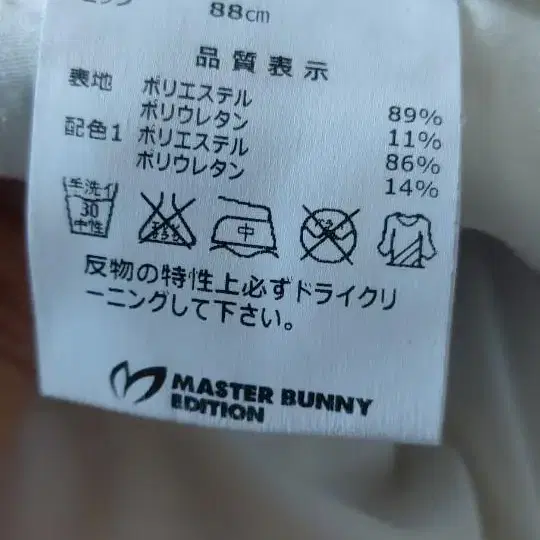 88cm
品質表示
表地 ポリエステル 89%
ポリウレタン 11%
配色1 ポリエステル 86%
ポリウレタン 14%
手洗イ
30
中性
中
反物の特性上必ずドライクリ
ーニングして下さい。
MASTER BUNNY
EDITION